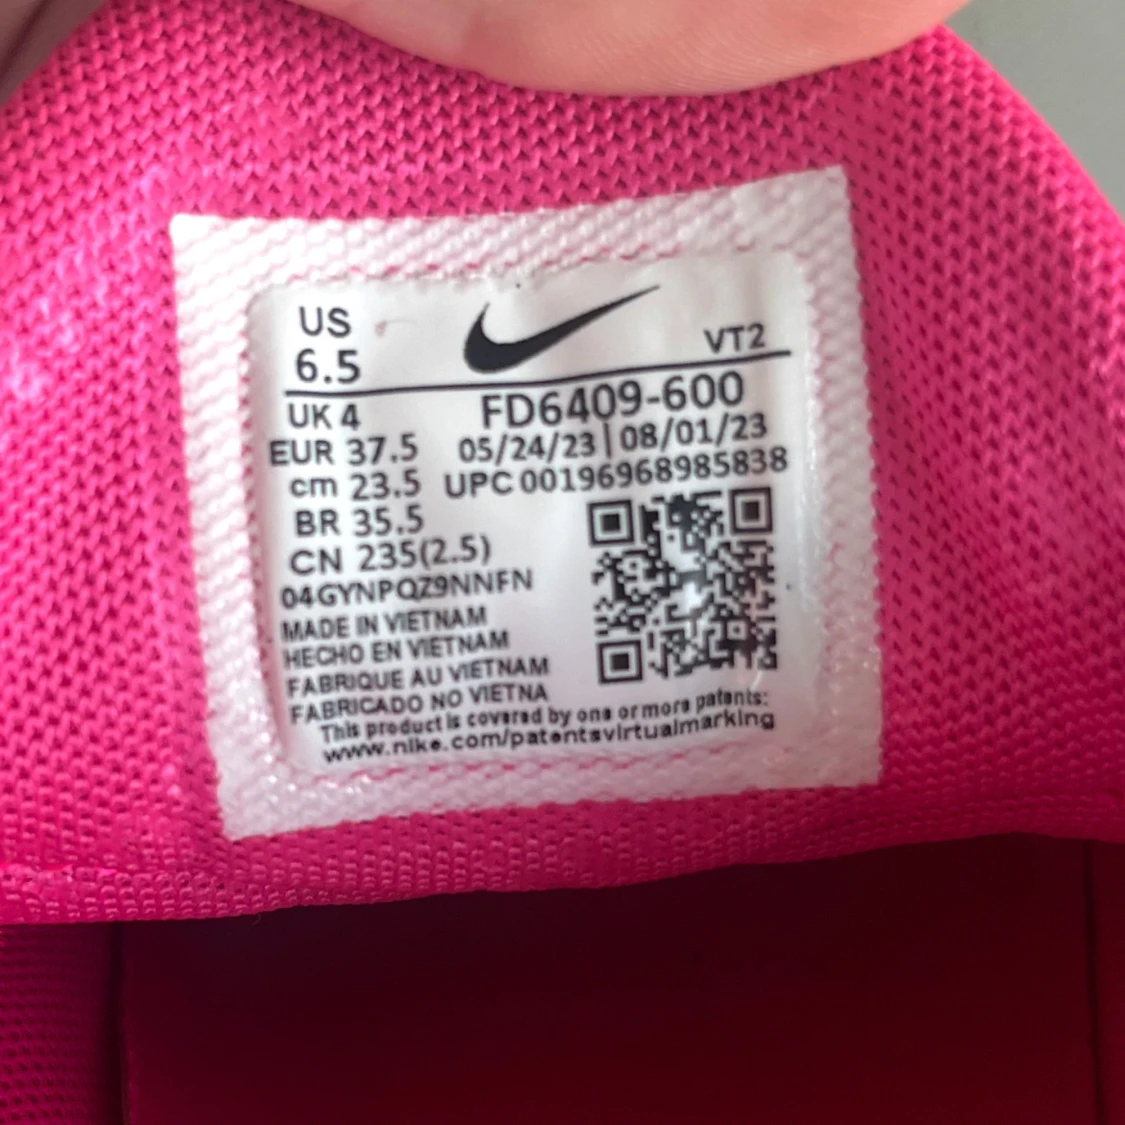 US
6.5
VT2
UK 4
FD6409-600
EUR 37.5
05/24/23 | 08/01/23
cm 23.5
UPC 00196968985838
BR 35.5
CN 235(2.5)
04GYNPQZ9NNFN
MADE IN VIETNAM
HECHO EN VIETNAM
FABRIQUE AU VIETNAM
FABRICADO NO VIETNA
This product is covered by one or more patents:
www.nike.com/patentsvirtualmarking